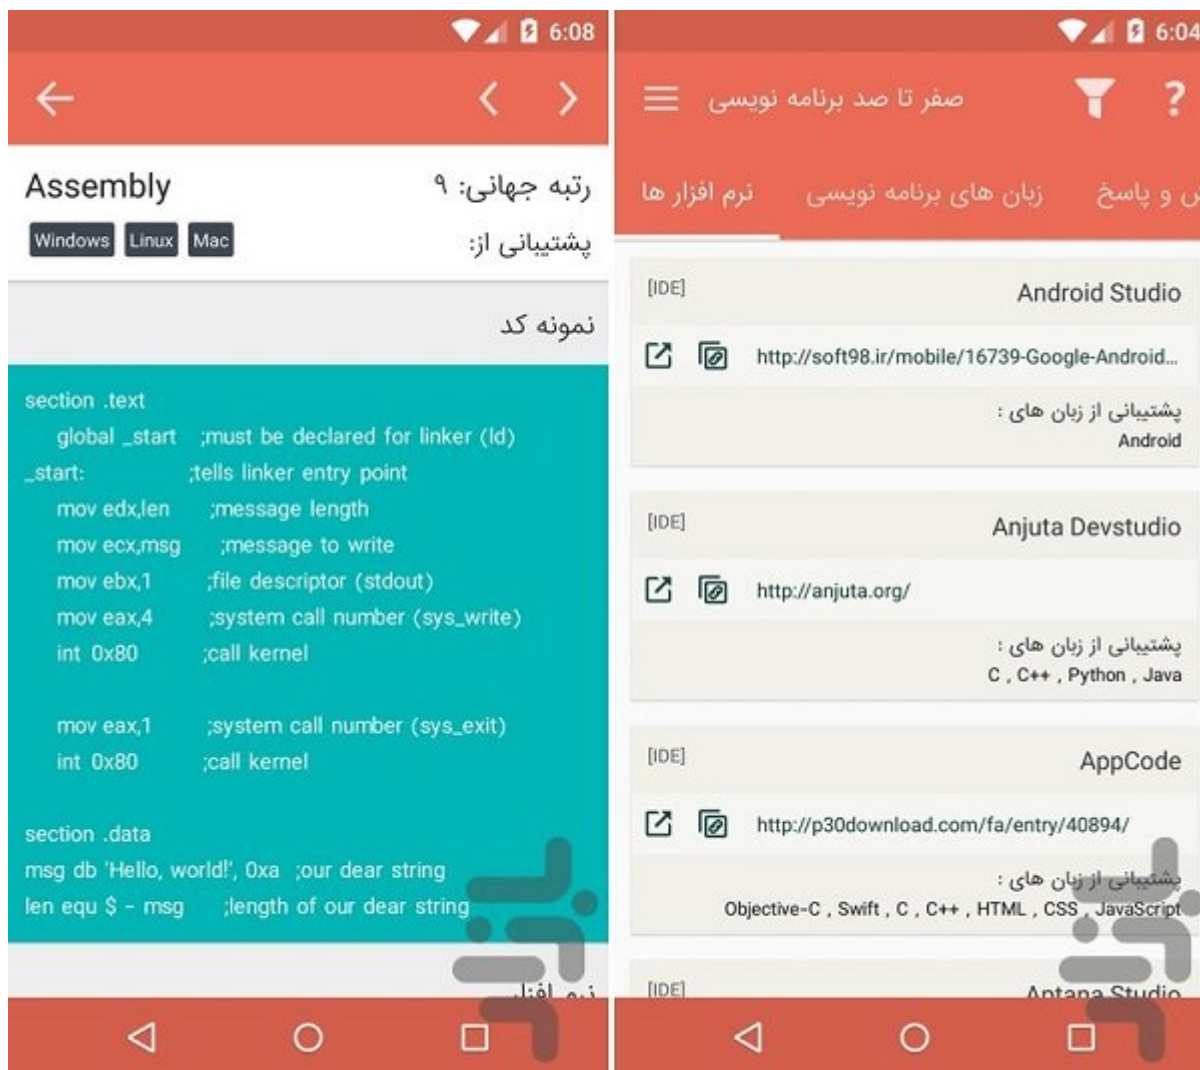 6:08
Assembly
رتبه جهانی: ۹
Windows Linux Mac
پشتیبانی از:
نمونه کد
section .text
global _start ;must be declared for linker (ld)
_start: ;tells linker entry point
mov edx,len ;message length
mov ecx,msg ;message to write
mov ebx,1 ;file descriptor (stdout)
mov eax,4 ;system call number (sys_write)
int 0x80 ;call kernel
mov eax,1 ;system call number (sys_exit)
int 0x80 ;call kernel
section .data
msg db 'Hello, world!', 0xa ;our dear string
len equ $ - msg ;length of our dear string
نرم افزار
6:04
صفر تا صد برنامه نویسی
?
نرم افزار ها
زبان های برنامه نویسی
و پاسخ
[IDE]
Android Studio
http://soft98.ir/mobile/16739-Google-Android...
پشتیبانی از زبان های :
Android
[IDE]
Anjuta Devstudio
http://anjuta.org/
پشتیبانی از زبان های :
C , C++ , Python , Java
[IDE]
AppCode
http://p30download.com/fa/entry/40894/
پشتیبانی از زبان های :
Objective-C , Swift , C , C++ , HTML , CSS , JavaScript
[IDE]
Aptana Studio